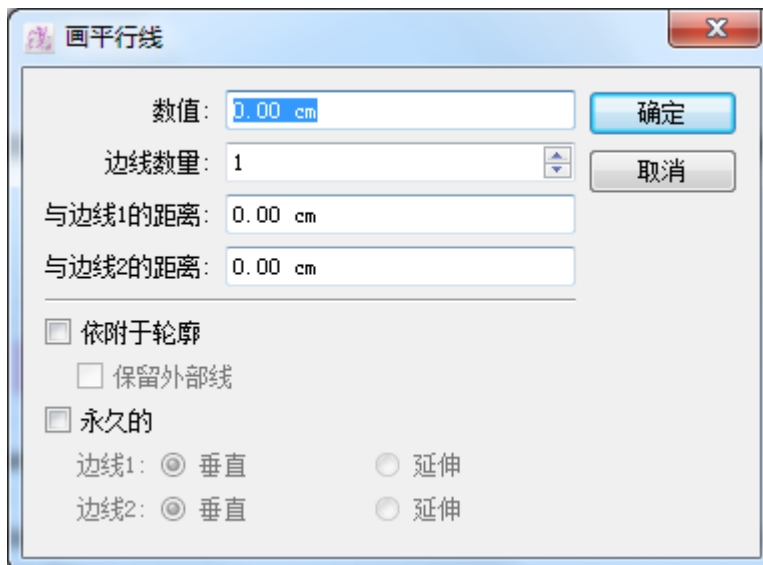 画平行线
数值: 0.00 cm 确定
边线数量: 1 取消
与边线1的距离: 0.00 cm
与边线2的距离: 0.00 cm
依附于轮廓
保留外部线
永久的
边线1: 垂直 延伸
边线2: 垂直 延伸